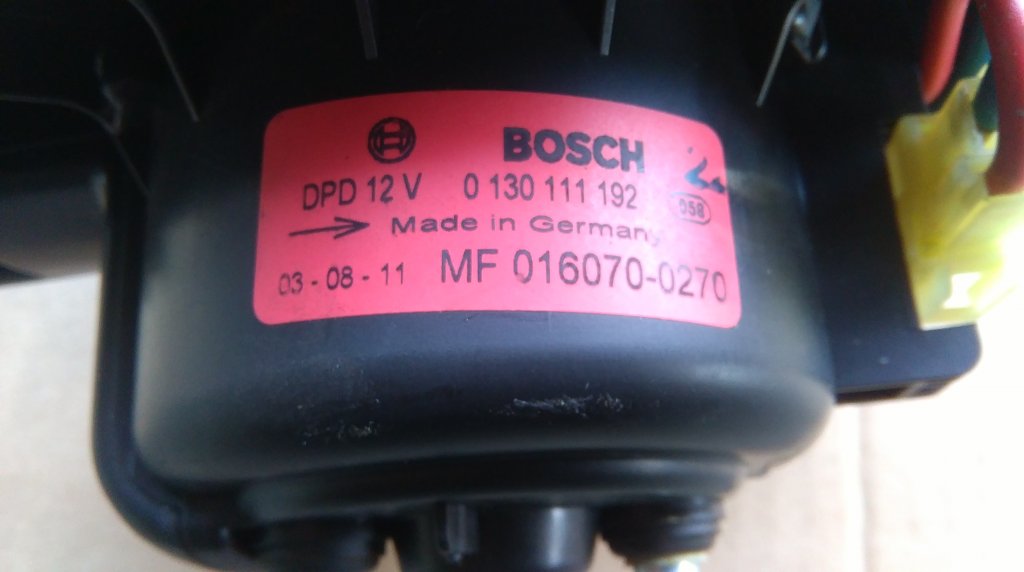 BOSCH
DPD 12 V 0 130 111 192 058
Made in Germany
03 - 08 - 11 MF 016070-0270